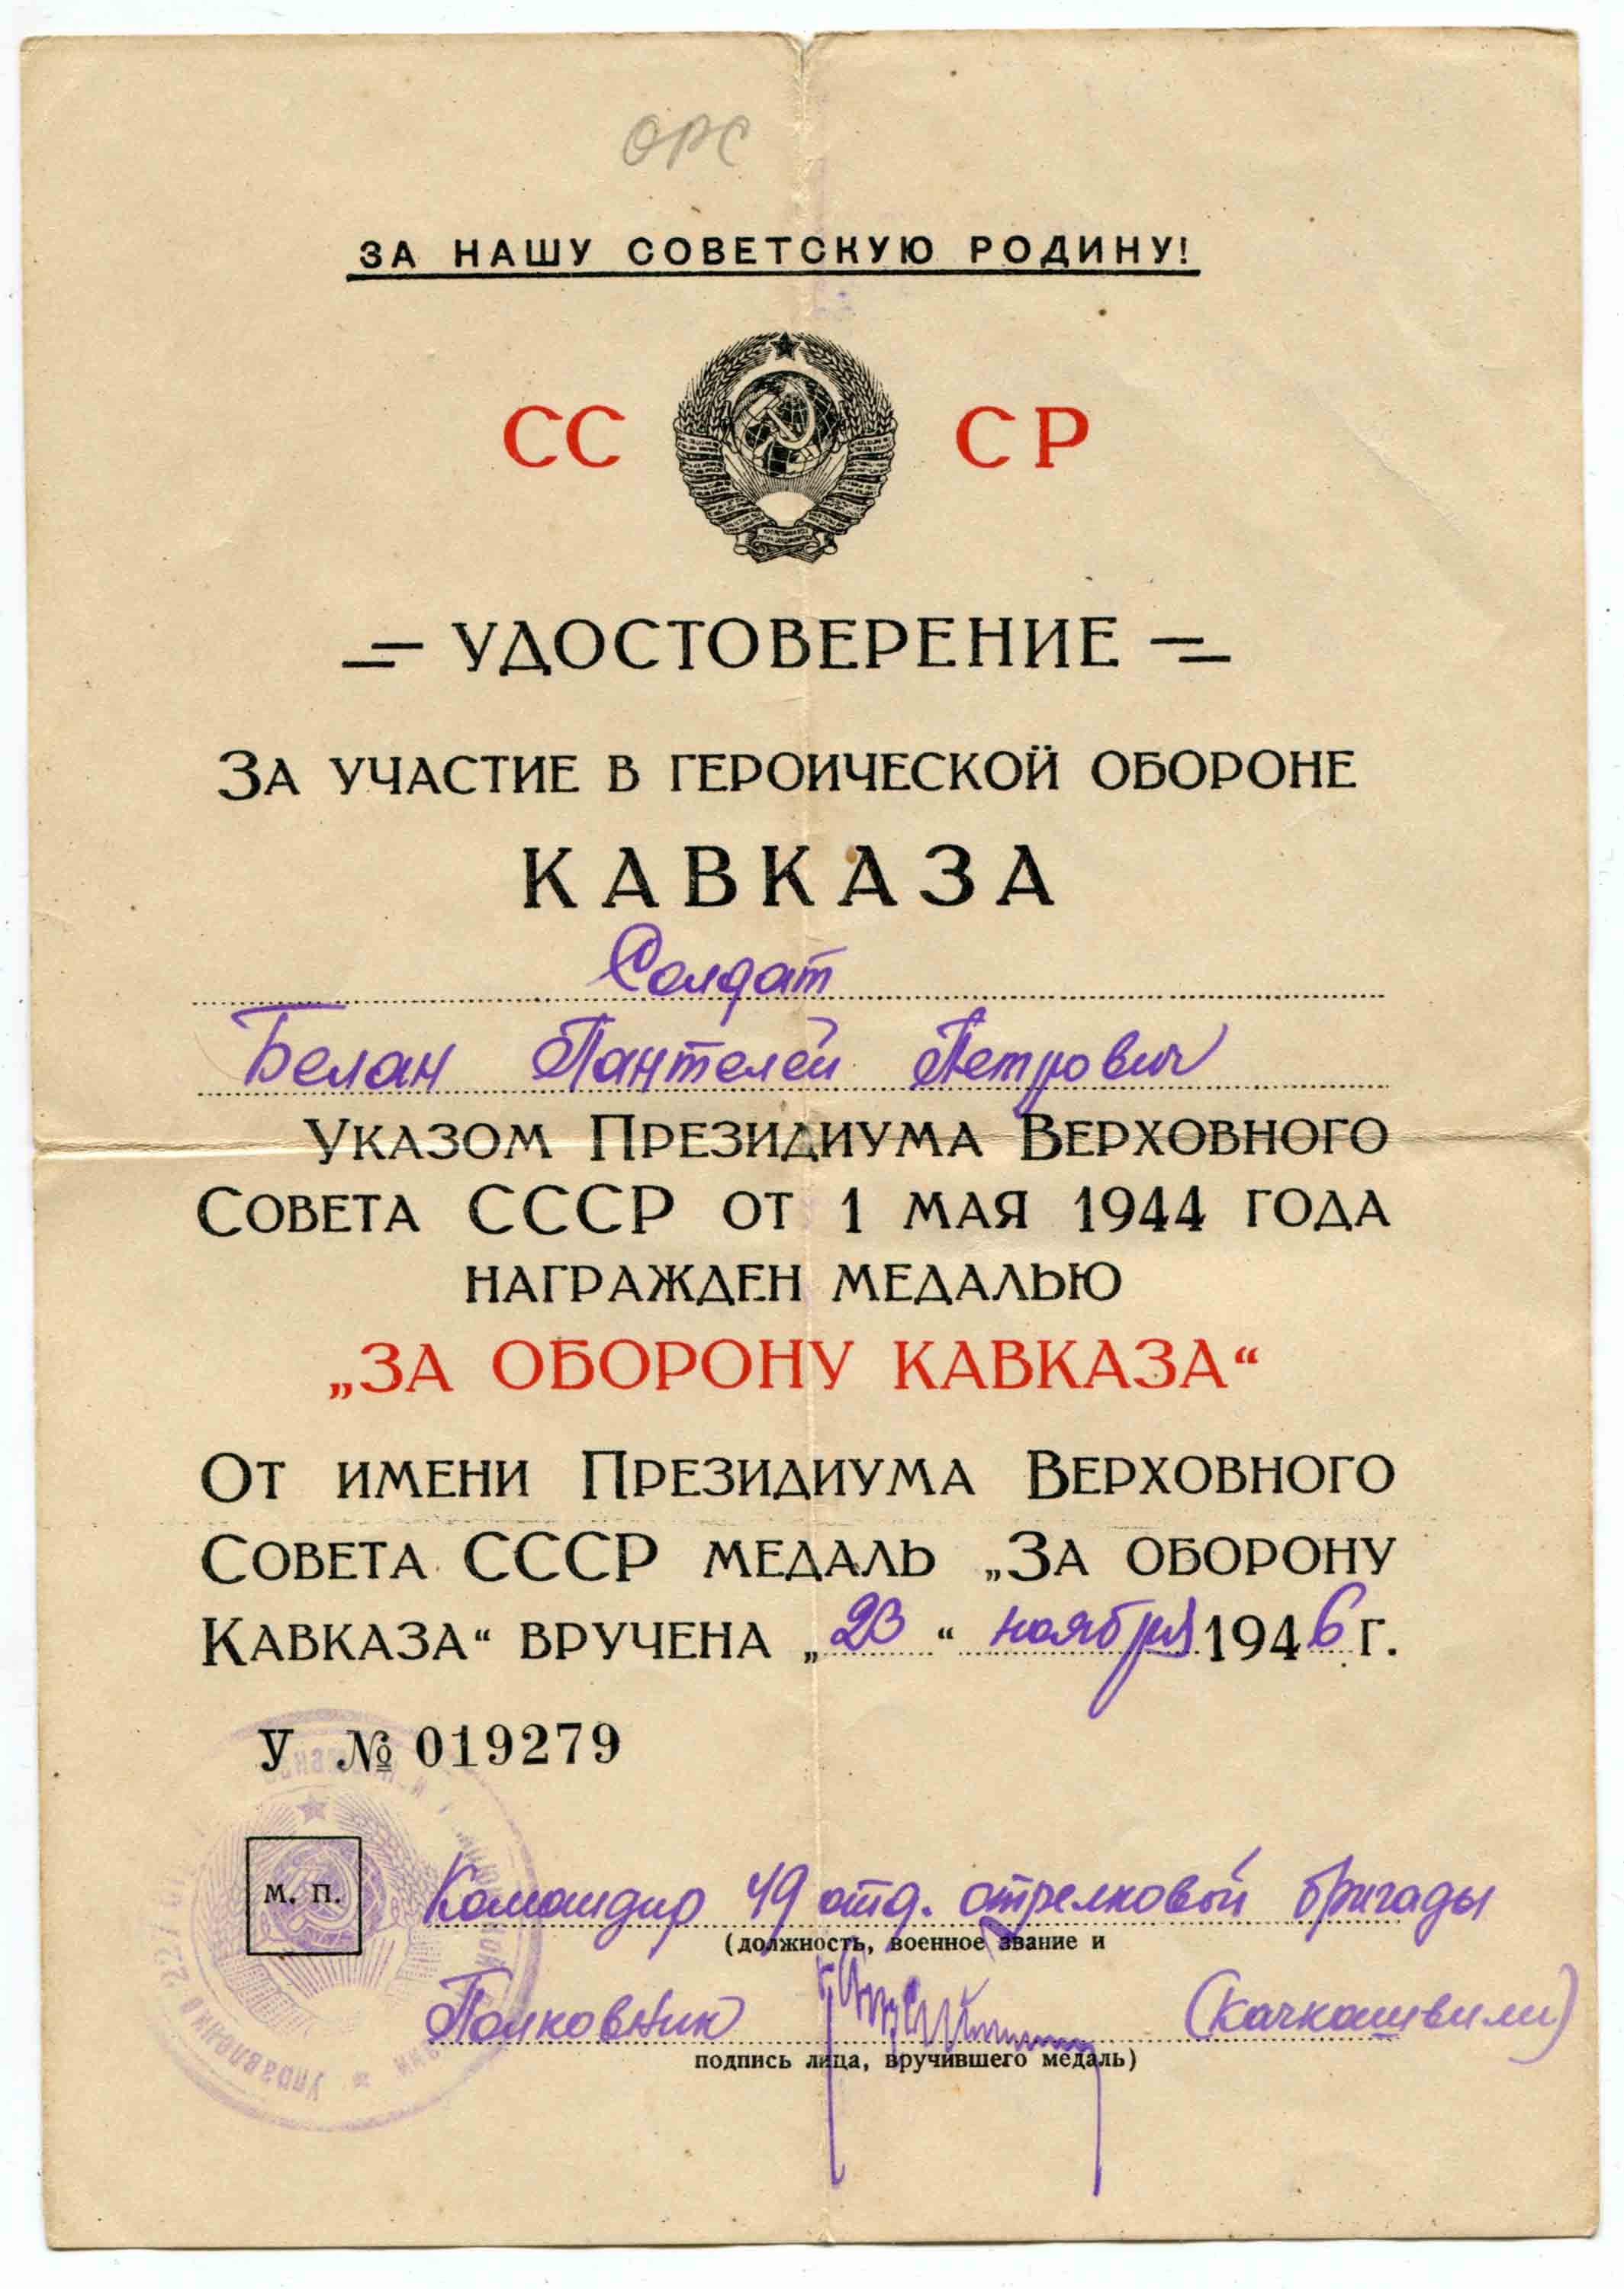 ОРС
ЗА НАШУ СОВЕТСКУЮ РОДИНУ!
СС СР
УДОСТОВЕРЕНИЕ
ЗА УЧАСТИЕ В ГЕРОИЧЕСКОЙ ОБОРОНЕ
КАВКАЗА
Солдат
Белан Пантелей Петрович
УКАЗОМ ПРЕЗИДИУМА ВЕРХОВНОГО
СОВЕТА СССР ОТ 1 МАЯ 1944 ГОДА
НАГРАЖДЕН МЕДАЛЬЮ
„ЗА ОБОРОНУ КАВКАЗА“
ОТ ИМЕНИ ПРЕЗИДИУМА ВЕРХОВНОГО
СОВЕТА СССР МЕДАЛЬ „ЗА ОБОРОНУ
КАВКАЗА“ ВРУЧЕНА „23“ ноября 1946 г.
У № 019279
М. П.
Командир 49 отд. стрелковой бригады
(должность, военное звание и
Полковник (Качкашвили)
подпись лица, вручившего медаль)
Управление